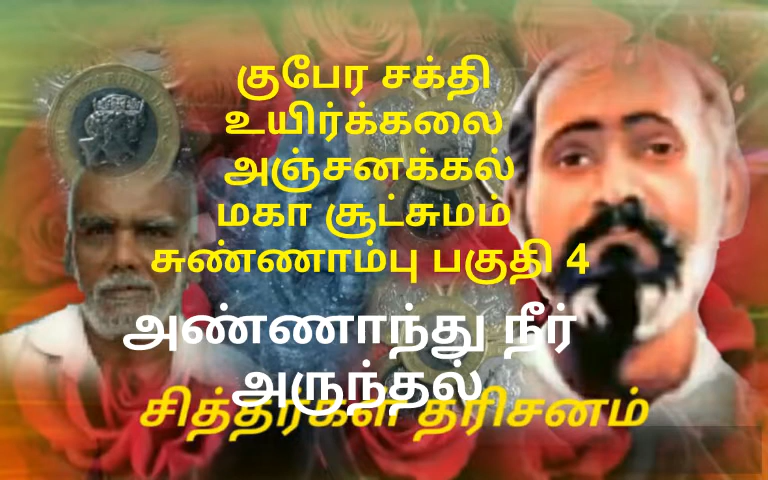 குபேர சக்தி
உயிர்க்கலை
அஞ்சனக்கல்
மகா சூட்சுமம்
சுண்ணாம்பு பகுதி 4
அண்ணாந்து நீர்
அருந்தல்
சித்தர்கள் தரிசனம்